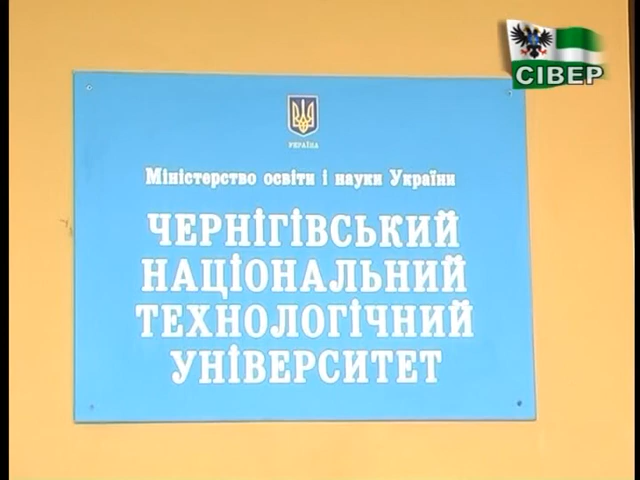 СІВЕР
УКРАЇНА
Міністерство освіти і науки України
ЧЕРНІГІВСЬКИЙ
НАЦІОНАЛЬНИЙ
ТЕХНОЛОГІЧНИЙ
УНІВЕРСИТЕТ